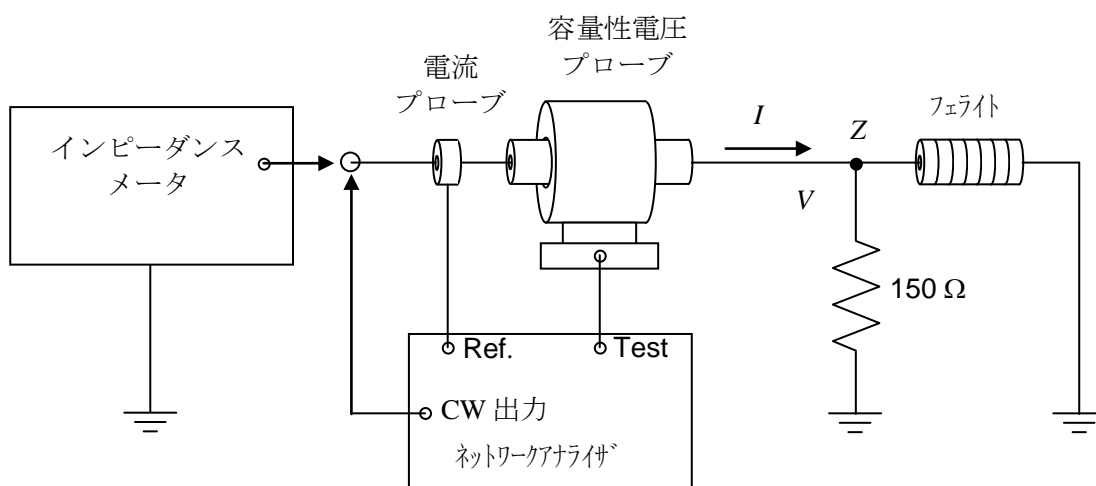 容量性電圧
プローブ
電流
プローブ
インピーダンス
メータ
I
Z
V
フェライト
150 Ω
Ref.
Test
CW 出力
ネットワークアナライザ